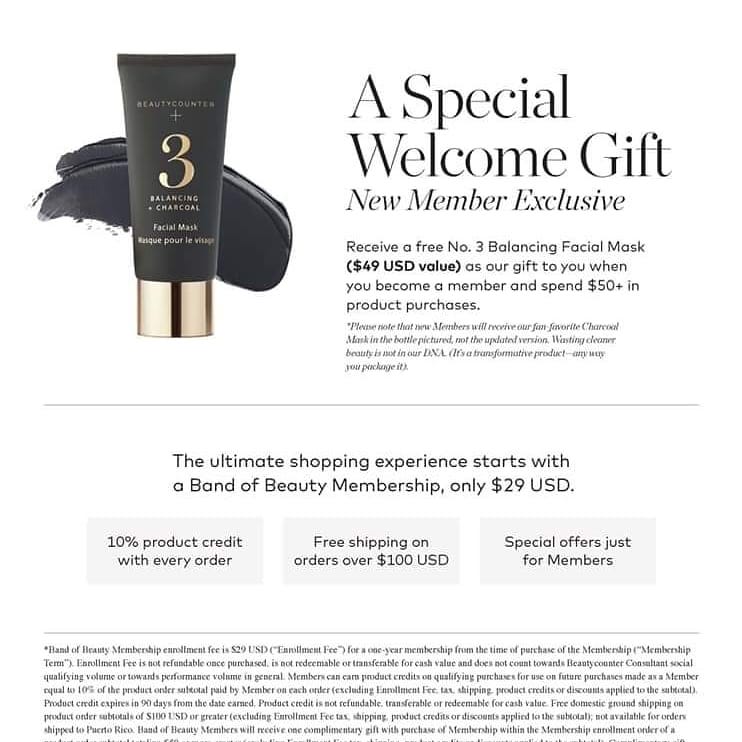 BEAUTYCOUNTER
3
BALANCING
+ CHARCOAL
Facial Mask
Masque pour le visage
A Special
Welcome Gift
New Member Exclusive
Receive a free No. 3 Balancing Facial Mask
($49 USD value) as our gift to you when
you become a member and spend $50+ in
product purchases.
*Please note that new Members will receive our fan-favorite Charcoal
Mask in the bottle pictured, not the updated version. Wasting cleaner
beauty is not in our DNA. (It's a transformative product—any way
you package it).
The ultimate shopping experience starts with
a Band of Beauty Membership, only $29 USD.
10% product credit
with every order
Free shipping on
orders over $100 USD
Special offers just
for Members
*Band of Beauty Membership enrollment fee is $29 USD (“Enrollment Fee”) for a one-year membership from the time of purchase of the Membership (“Membership
Term”). Enrollment Fee is not refundable once purchased, is not redeemable or transferable for cash value and does not count towards Beautycounter Consultant social
qualifying volume or towards performance volume in general. Members can earn product credits on qualifying purchases for use on future purchases made as a Member
equal to 10% of the product order subtotal paid by Member on each order (excluding Enrollment Fee, tax, shipping, product credits or discounts applied to the subtotal).
Product credit expires in 90 days from the date earned. Product credit is not refundable, transferable or redeemable for cash value. Free domestic ground shipping on
product order subtotals of $100 USD or greater (excluding Enrollment Fee tax, shipping, product credits or discounts applied to the subtotal); not available for orders
shipped to Puerto Rico. Band of Beauty Members will receive one complimentary gift with purchase of Membership within the Membership enrollment order of a